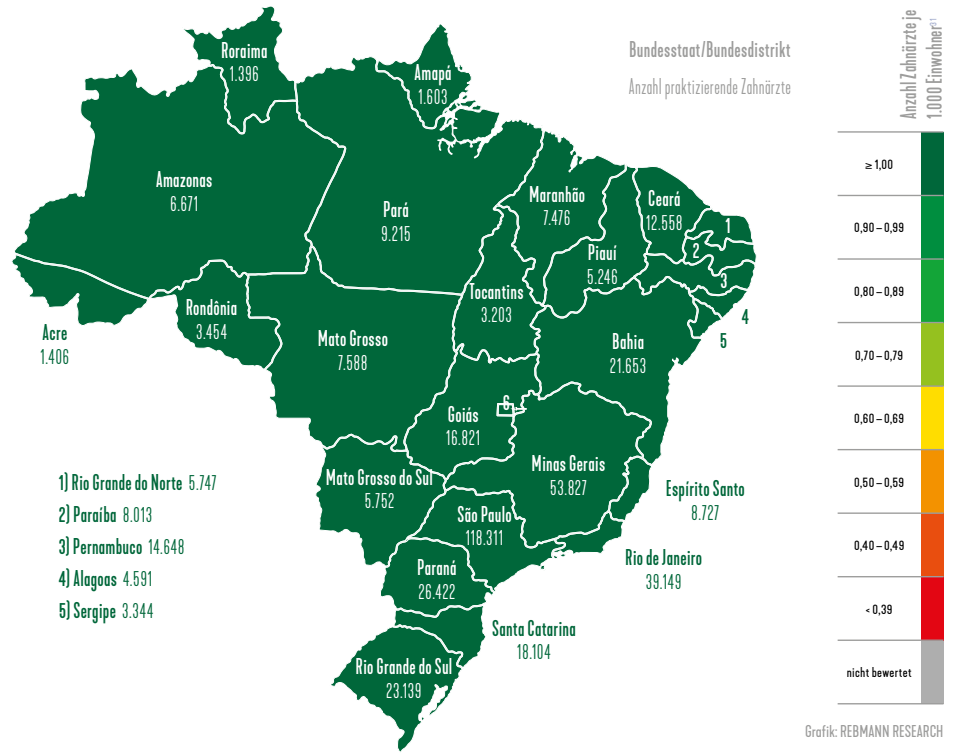 Roraima
1.396
Amapá
1.603
Bundesstaat/Bundesdistrikt
Anzahl praktizierende Zahnärzte
Anzahl Zahnärzte je
1.000 Einwohner³¹
Amazonas
6.671
Pará
9.215
Maranhão
7.476
Ceará
12.558
Piauí
5.246
1
2
3
4
5
Tocantins
3.203
Acre
1.406
Rondônia
3.454
Mato Grosso
7.588
Bahia
21.653
6
Goiás
16.821
Minas Gerais
53.827
Mato Grosso do Sul
5.752
São Paulo
118.311
Espírito Santo
8.727
Rio de Janeiro
39.149
Paraná
26.422
Santa Catarina
18.104
Rio Grande do Sul
23.139
1) Rio Grande do Norte 5.747
2) Paraíba 8.013
3) Pernambuco 14.648
4) Alagoas 4.591
5) Sergipe 3.344
≥ 1,00
0,90 – 0,99
0,80 – 0,89
0,70 – 0,79
0,60 – 0,69
0,50 – 0,59
0,40 – 0,49
< 0,39
nicht bewertet
Grafik: REBMANN RESEARCH